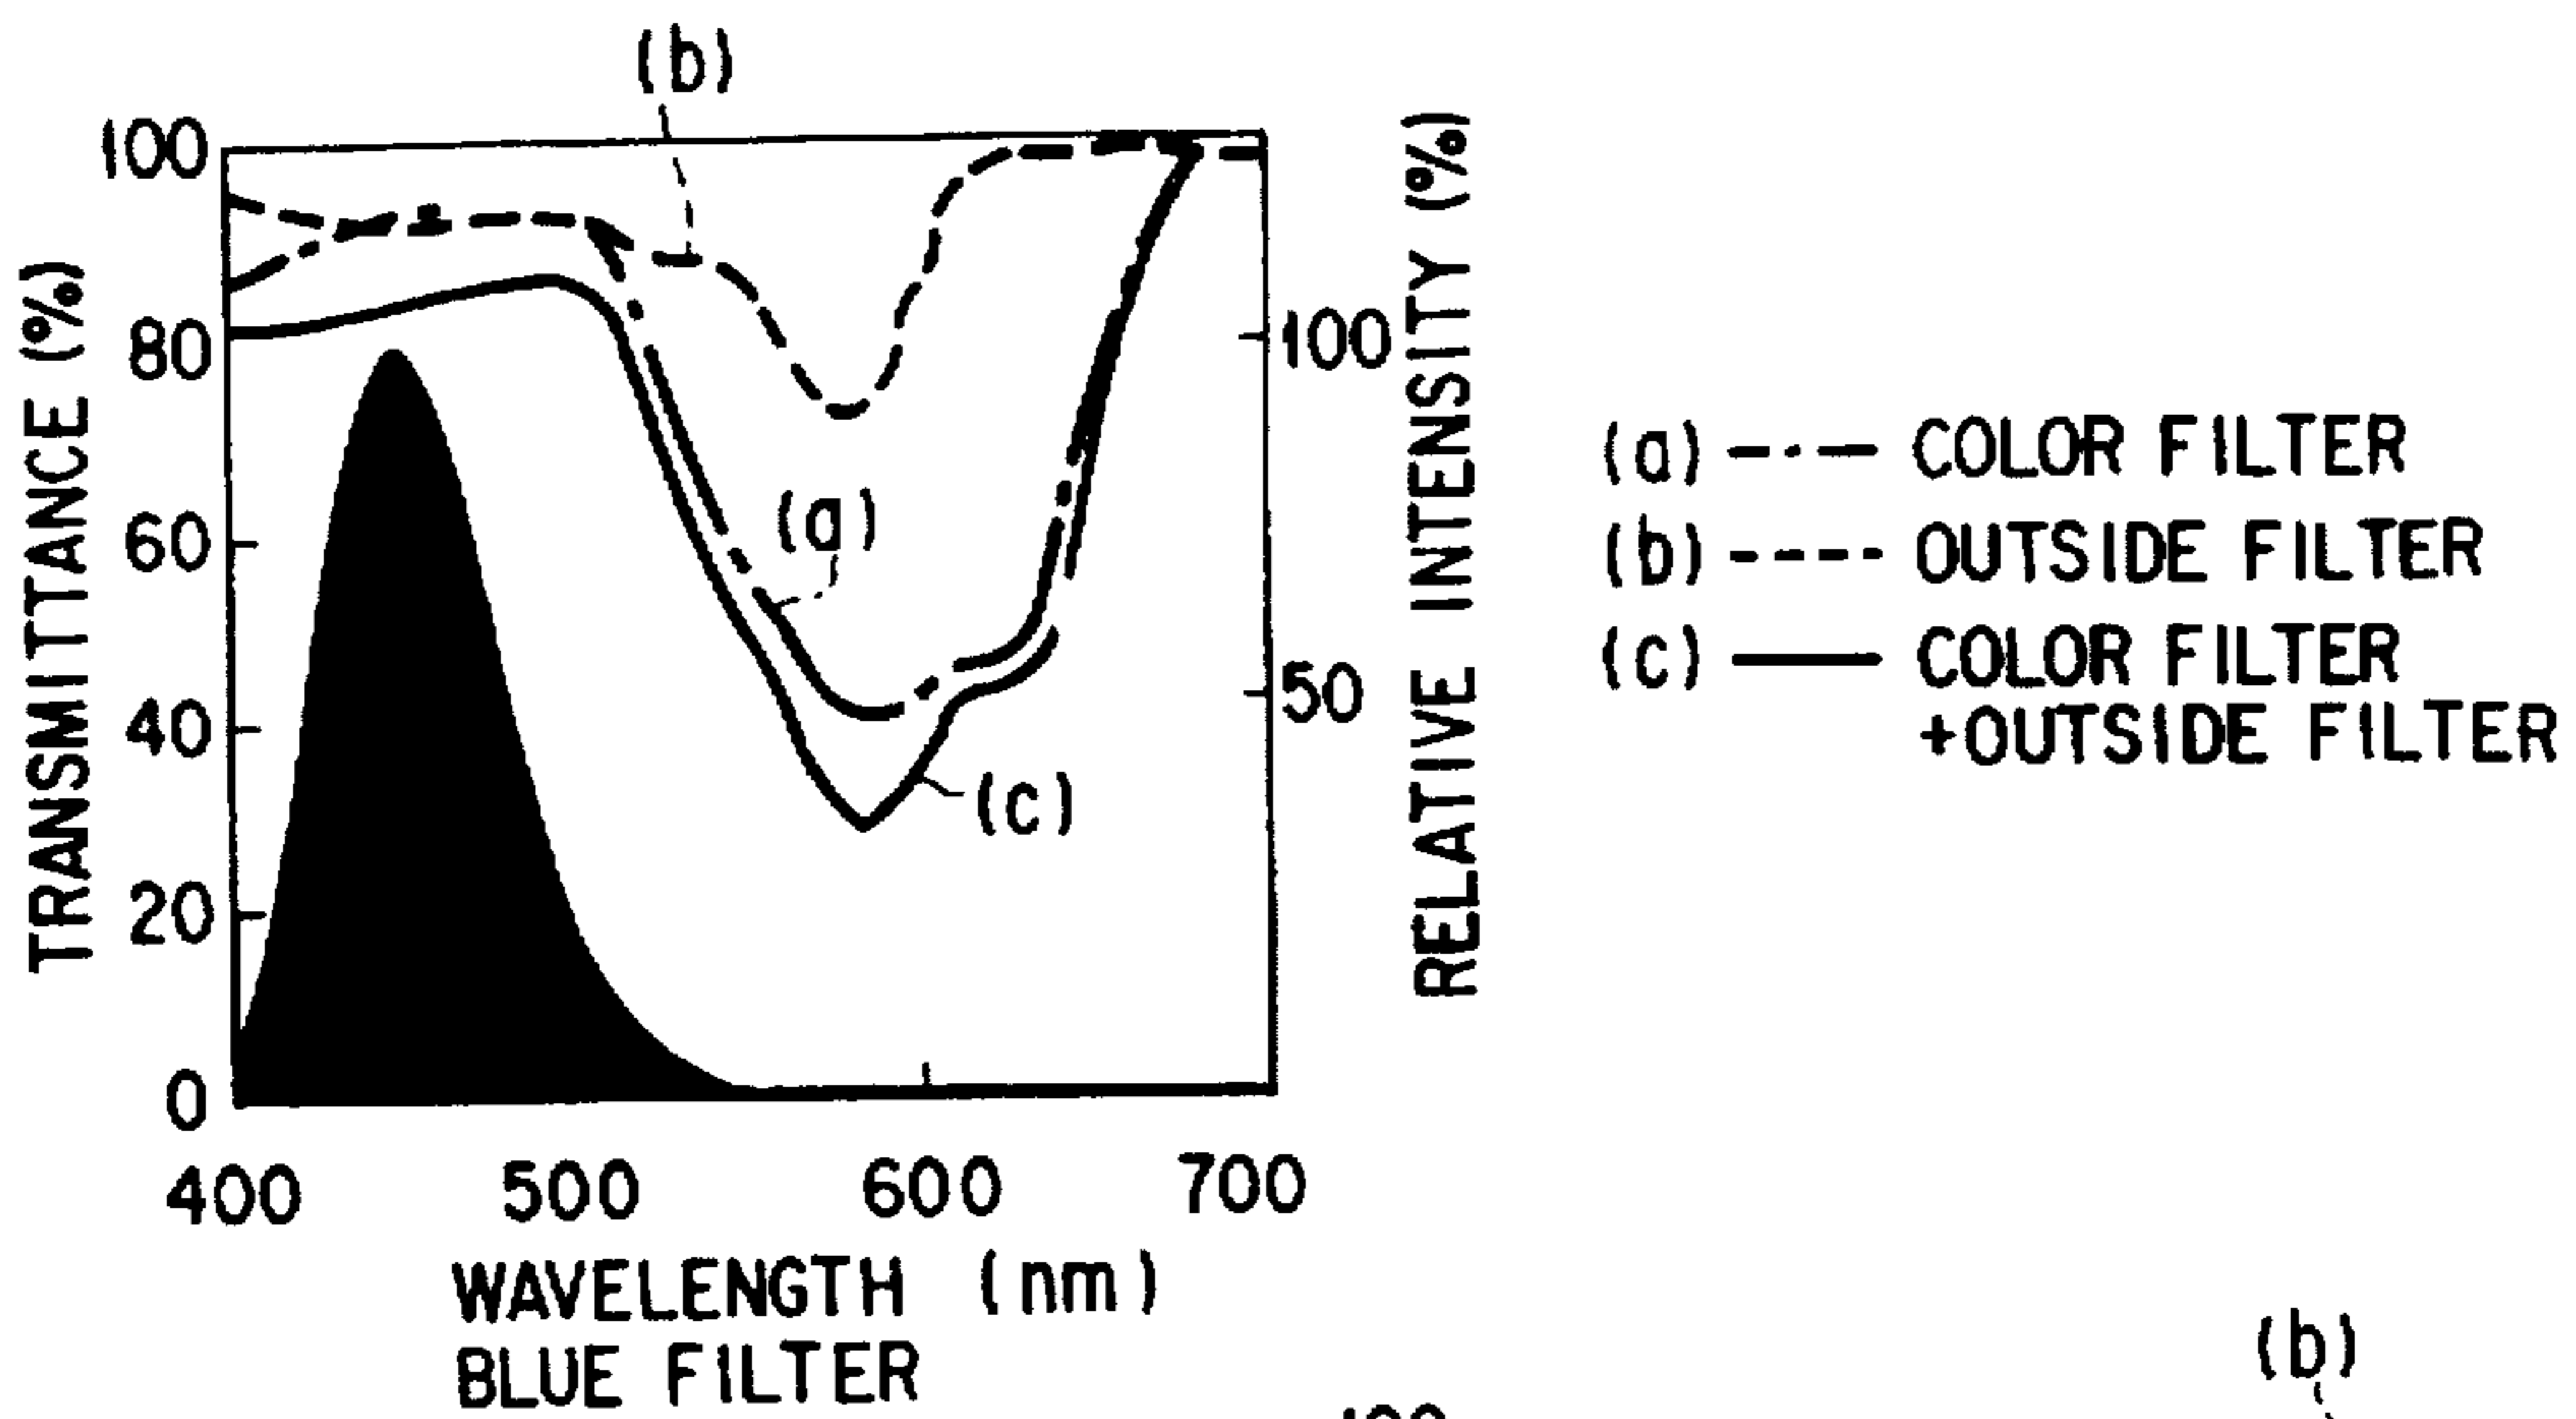 (b)
100
80
60
40
20
0
TRANSMITTANCE (%)
(a)
(c)
100
50
RELATIVE INTENSITY (%)
400 500 600 700
WAVELENGTH (nm)
BLUE FILTER
(a) COLOR FILTER
(b) OUTSIDE FILTER
(c) COLOR FILTER
+OUTSIDE FILTER
(b)